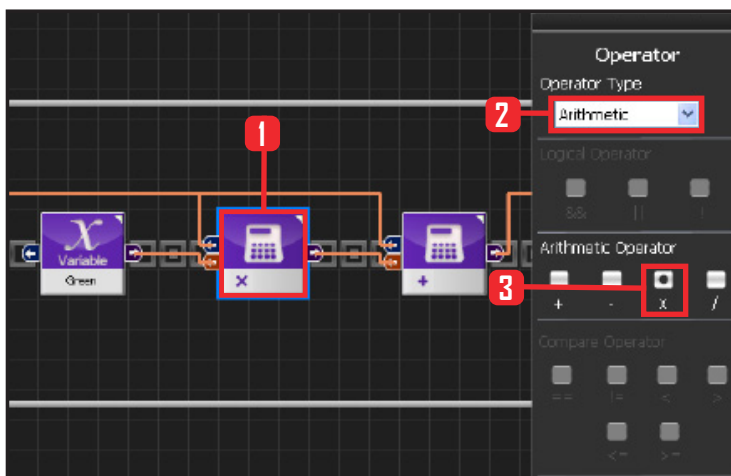 Operator
Operator Type
Arithmetic
Logical Operator
&& || !
Arithmetic Operator
+ - x /
Compare Operator
== != < >
<= >=
1
2
3
X
Variable
Green
×
+